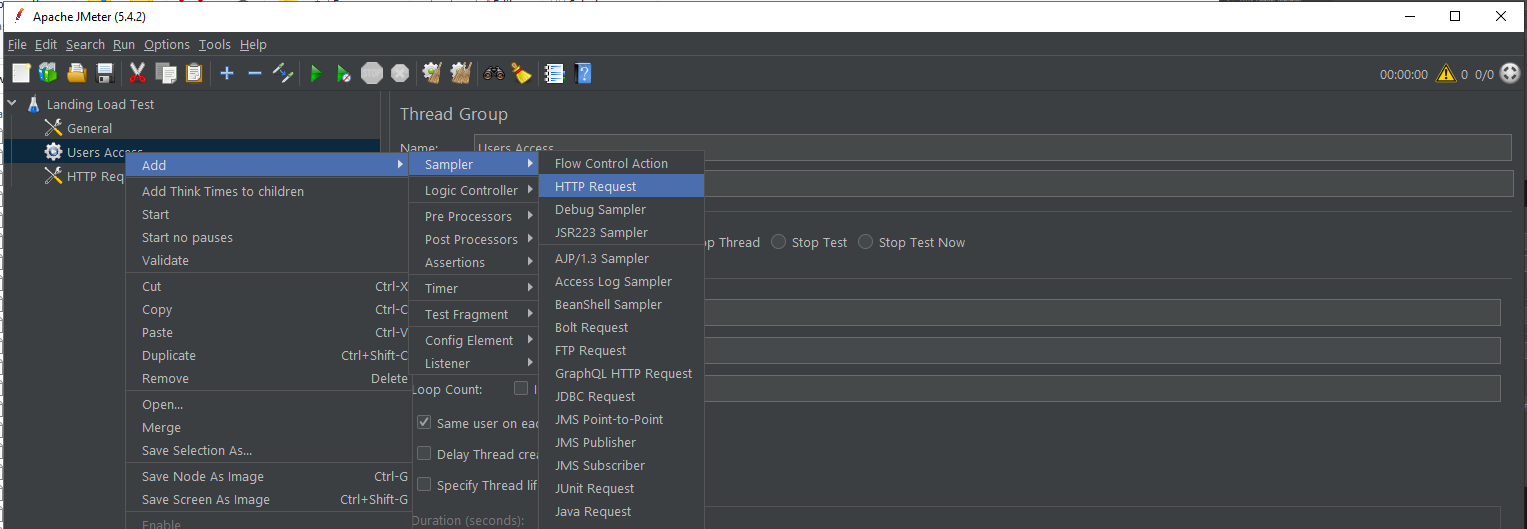 Apache JMeter (5.4.2)
File Edit Search Run Options Tools Help
STOP
00:00:00 0 0/0
Landing Load Test
General
Users Access
HTTP Req
Thread Group
Name: Users Access
Add
Add Think Times to children
Start
Start no pauses
Validate
Cut Ctrl-X
Copy Ctrl-C
Paste Ctrl-V
Duplicate Ctrl+Shift-C
Remove Delete
Open...
Merge
Save Selection As...
Save Node As Image Ctrl-G
Save Screen As Image Ctrl+Shift-G
Enable
Sampler
Logic Controller
Pre Processors
Post Processors
Assertions
Timer
Test Fragment
Config Element
Listener
Flow Control Action
HTTP Request
Debug Sampler
JSR223 Sampler
AJP/1.3 Sampler
Access Log Sampler
BeanShell Sampler
Bolt Request
FTP Request
GraphQL HTTP Request
JDBC Request
JMS Point-to-Point
JMS Publisher
JMS Subscriber
JUnit Request
Java Request
op Thread Stop Test Stop Test Now
Loop Count: I
Same user on eac
Delay Thread crea
Specify Thread lif
Duration (seconds):